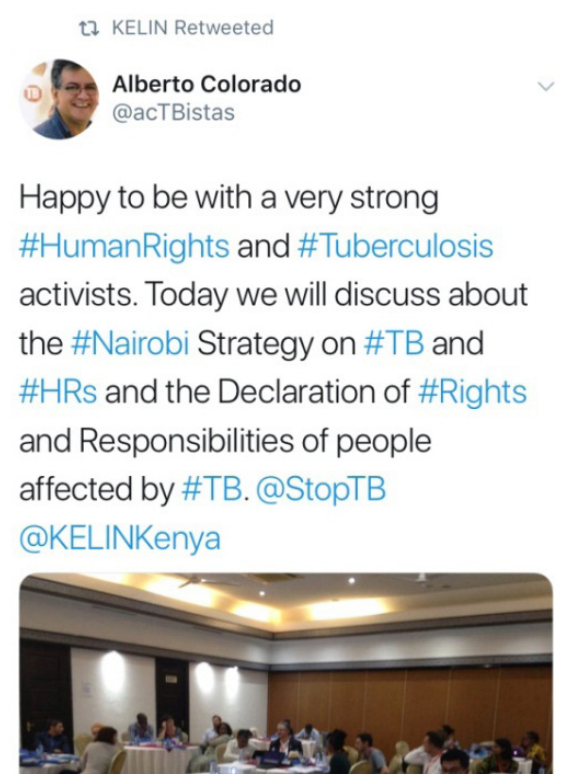 KELIN Retweeted
Alberto Colorado
@acTBistas
Happy to be with a very strong
#HumanRights and #Tuberculosis
activists. Today we will discuss about
the #Nairobi Strategy on #TB and
#HRs and the Declaration of #Rights
and Responsibilities of people
affected by #TB. @StopTB
@KELINKenya